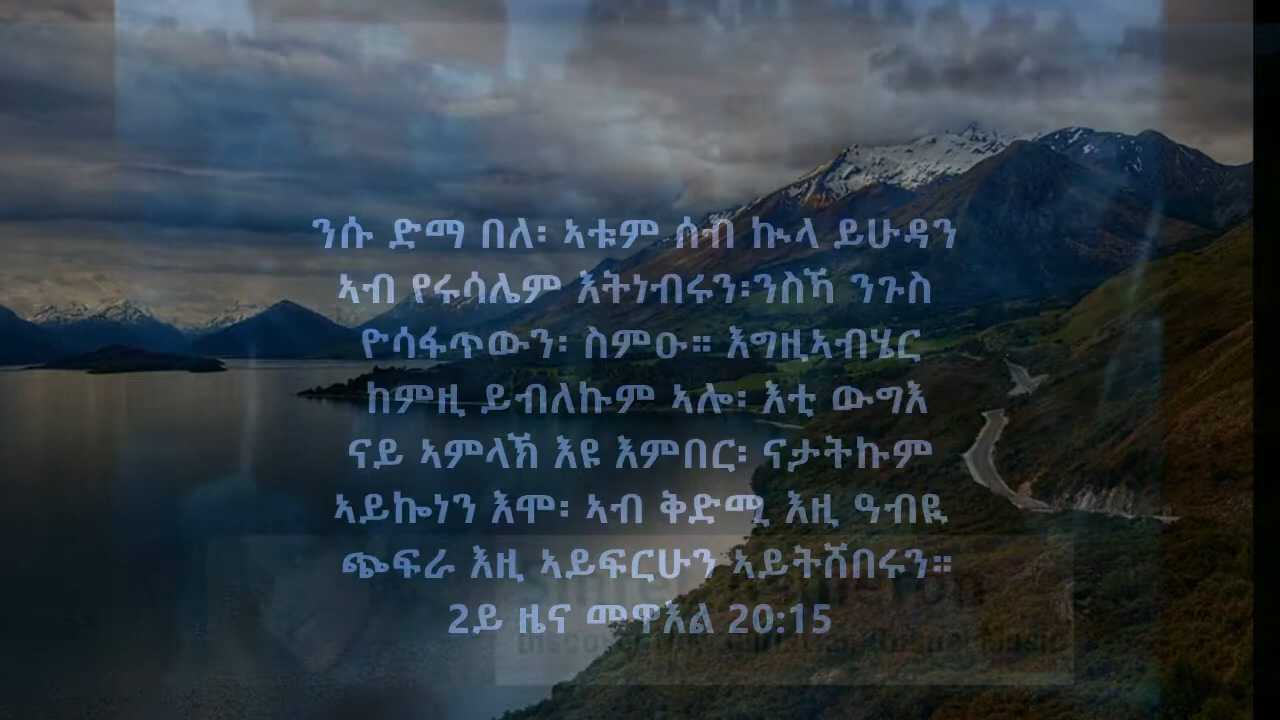 ንሱ ድማ በለ፡ ኣቱም ሰብ ኲላ ይሁዳን
ኣብ የሩሳሌም እትነብሩን፡ንስኻ ንጉስ
ዮሳፋጥውን፡ ስምዑ። እግዚኣብሄር
ከምዚ ይብለኩም ኣሎ፡ እቲ ውግእ
ናይ ኣምላኽ እዩ እምበር፡ ናታትኩም
ኣይኰነን እሞ፡ ኣብ ቅድሚ እዚ ዓብዪ
ጭፍራ እዚ ኣይፍርሁን ኣይትሸበሩን።
2ይ ዜና መዋእል 20:15